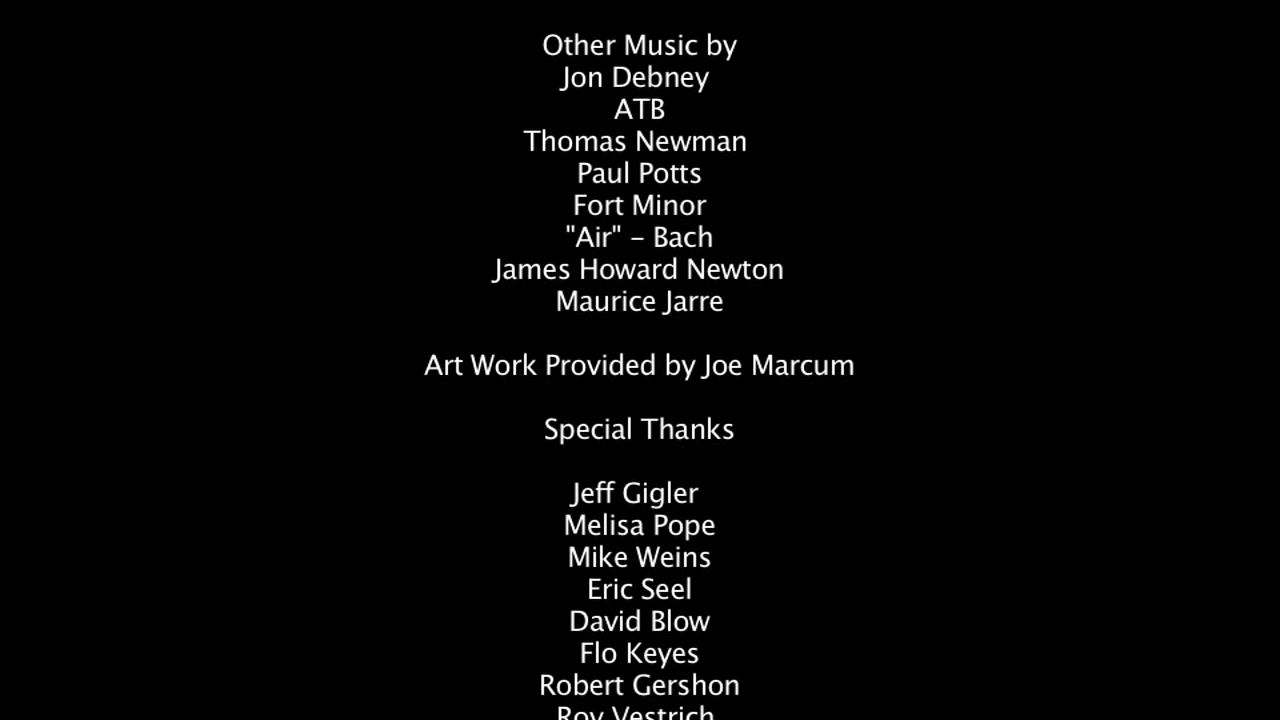 Other Music by
Jon Debney
ATB
Thomas Newman
Paul Potts
Fort Minor
"Air" – Bach
James Howard Newton
Maurice Jarre
Art Work Provided by Joe Marcum
Special Thanks
Jeff Gigler
Melisa Pope
Mike Weins
Eric Seel
David Blow
Flo Keyes
Robert Gershon
Roy Vestrich